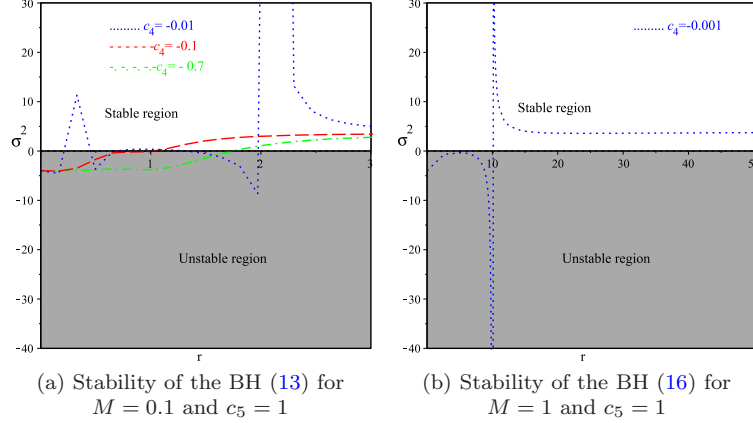 30
20
10
σ²
0
−10
−20
−30
−40
........ c₄= -0.01
- - - - - -c₄= -0.1
-. -. -. -.-c₄= - 0.7
Stable region
1
2
3
Unstable region
r
30
20
10
σ²
0
−10
−20
−30
−40
........ c₄=-0.001
Stable region
10
20
30
40
50
Unstable region
r
(a) Stability of the BH (13) for
M = 0.1 and c₅ = 1
(b) Stability of the BH (16) for
M = 1 and c₅ = 1